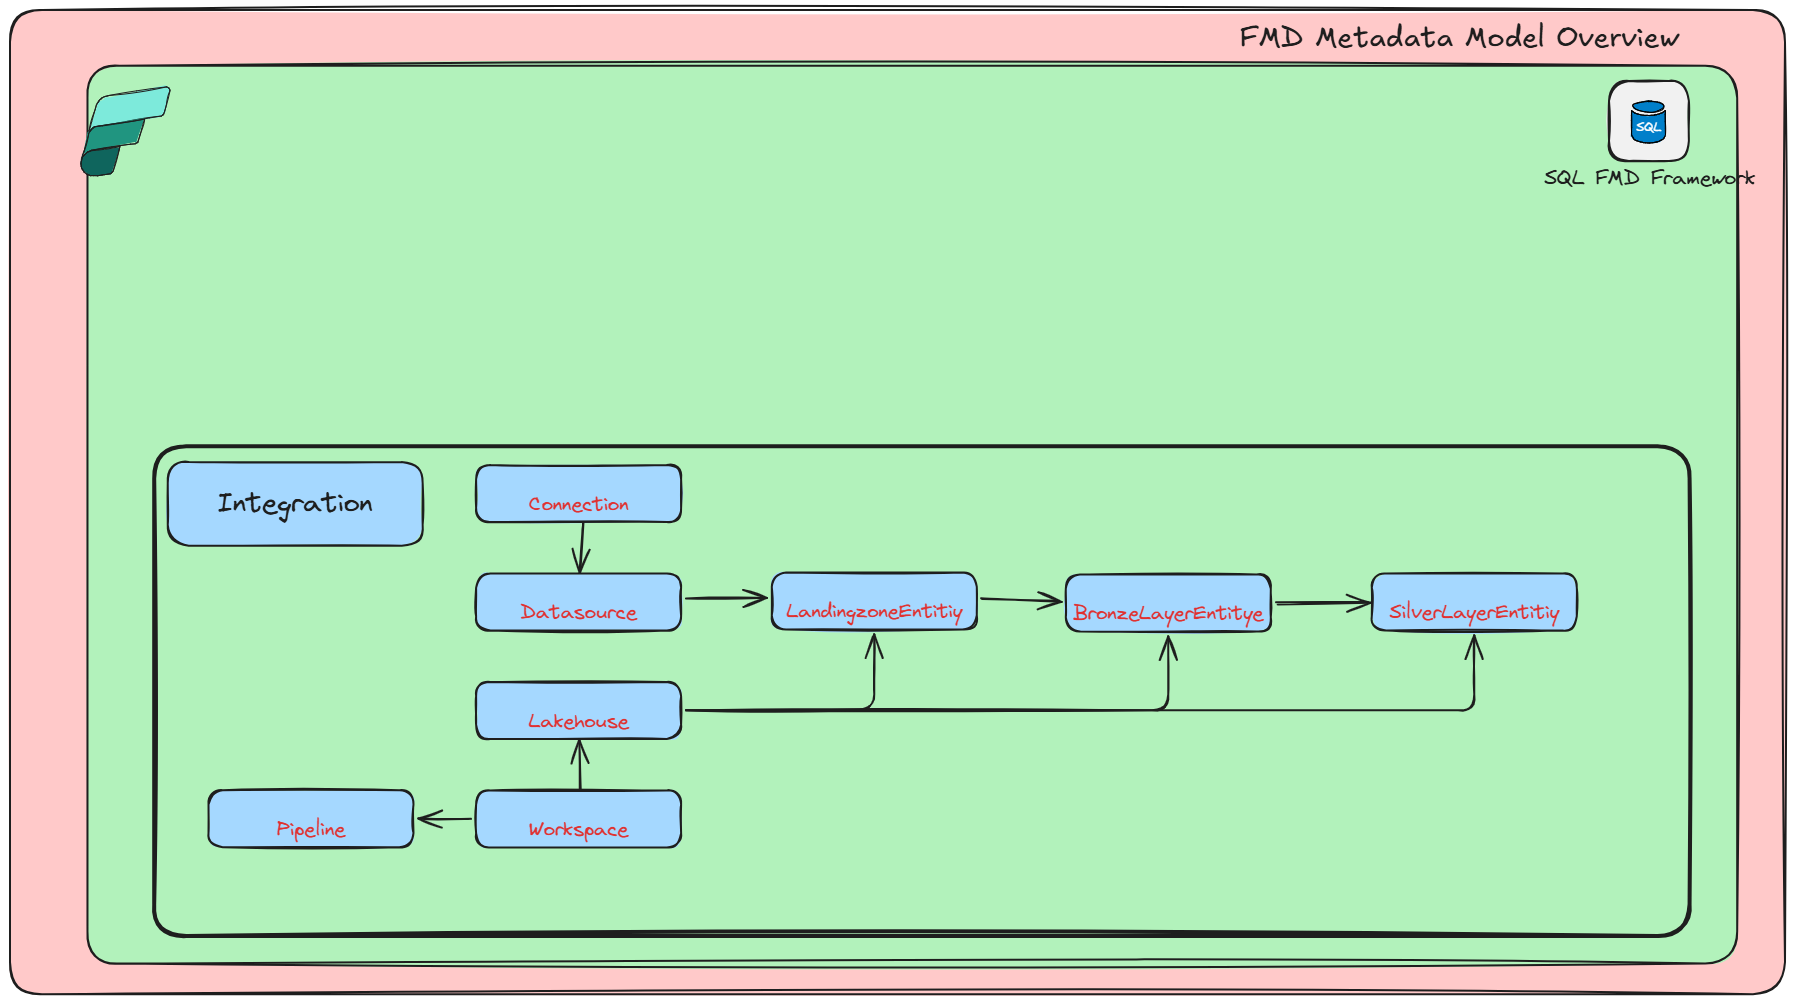 FMD Metadata Model Overview
SQL
SQL FMD Framework
Integration
Connection
Datasource
LandingzoneEntitiy
BronzeLayerEntitye
SilverLayerEntitiy
Lakehouse
Pipeline
Workspace